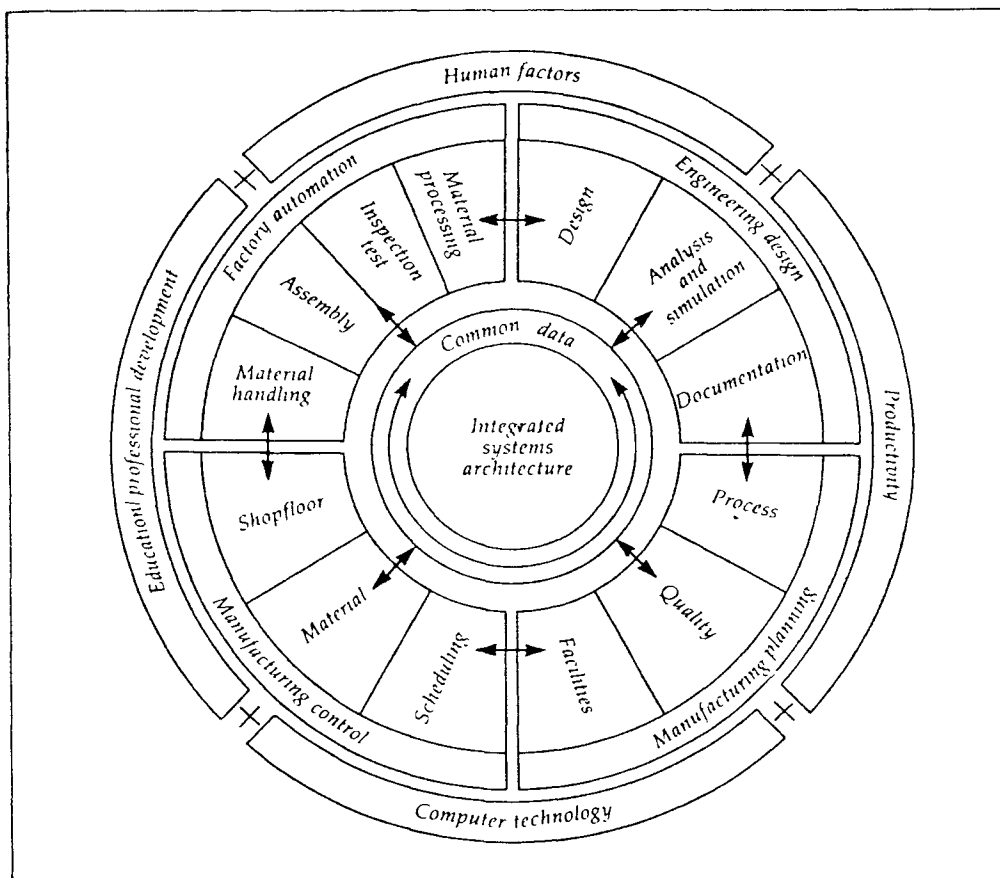 Human factors
Factory automation
Engineering design
Material
processing
Design
Inspection
test
Analysis
and
simulation
Assembly
Common data
Material
handling
Documentation
Education/professional development
Integrated
systems
architecture
Productivity
Shopfloor
Process
Material
Quality
Scheduling
Facilities
Manufacturing control
Manufacturing planning
Computer technology